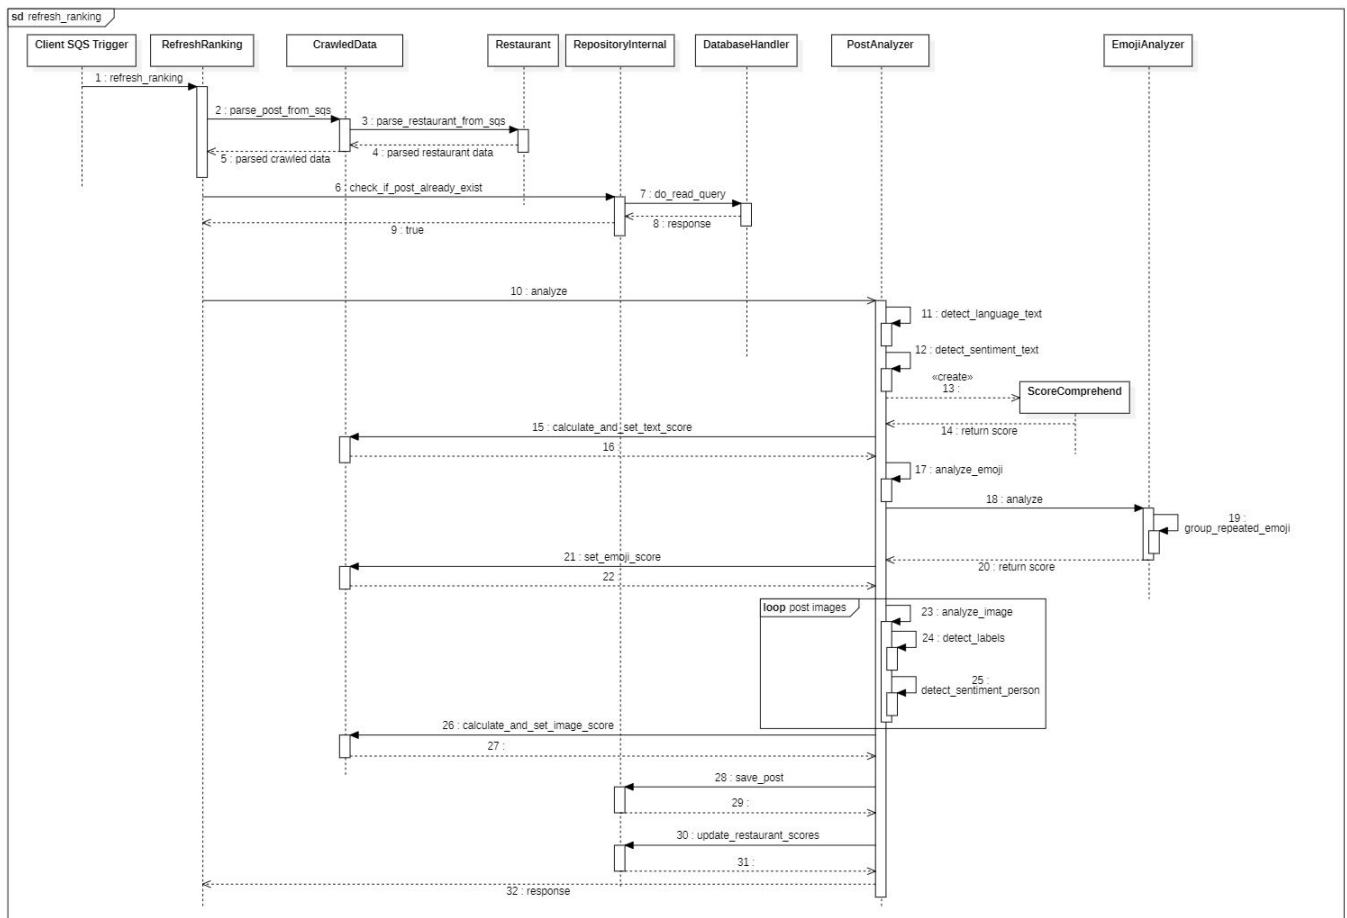 sd refresh_ranking
Client SQS Trigger
RefreshRanking
CrawledData
Restaurant
RepositoryInternal
DatabaseHandler
PostAnalyzer
EmojiAnalyzer
1 : refresh_ranking
2 : parse_post_from_sqs
3 : parse_restaurant_from_sqs
4 : parsed restaurant data
5 : parsed crawled data
6 : check_if_post_already_exist
7 : do_read_query
8 : response
9 : true
10 : analyze
11 : detect_language_text
12 : detect_sentiment_text
«create»
13 :
ScoreComprehend
14 : return score
15 : calculate_and_set_text_score
16
17 : analyze_emoji
18 : analyze
19 :
group_repeated_emoji
20 : return score
21 : set_emoji_score
22
loop post images
23 : analyze_image
24 : detect_labels
25 :
detect_sentiment_person
26 : calculate_and_set_image_score
27 :
28 : save_post
29 :
30 : update_restaurant_scores
31 :
32 : response